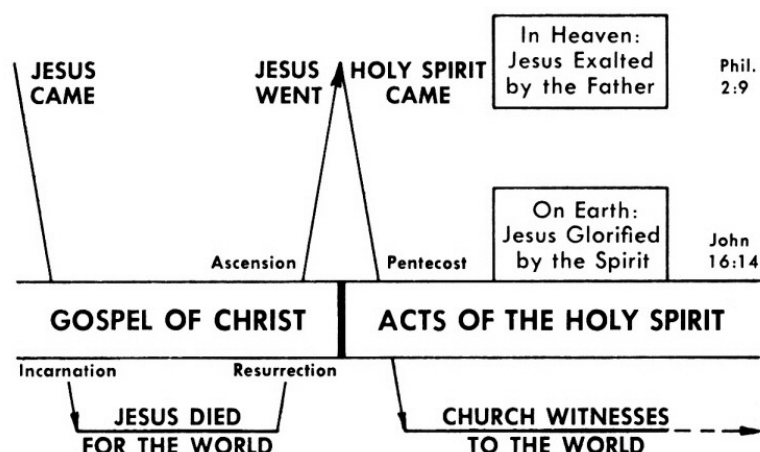 JESUS
CAME
JESUS
WENT
HOLY SPIRIT
CAME
In Heaven:
Jesus Exalted
by the Father
Phil.
2:9
On Earth:
Jesus Glorified
by the Spirit
John
16:14
Ascension
Pentecost
GOSPEL OF CHRIST
ACTS OF THE HOLY SPIRIT
Incarnation
Resurrection
JESUS DIED
FOR THE WORLD
CHURCH WITNESSES
TO THE WORLD